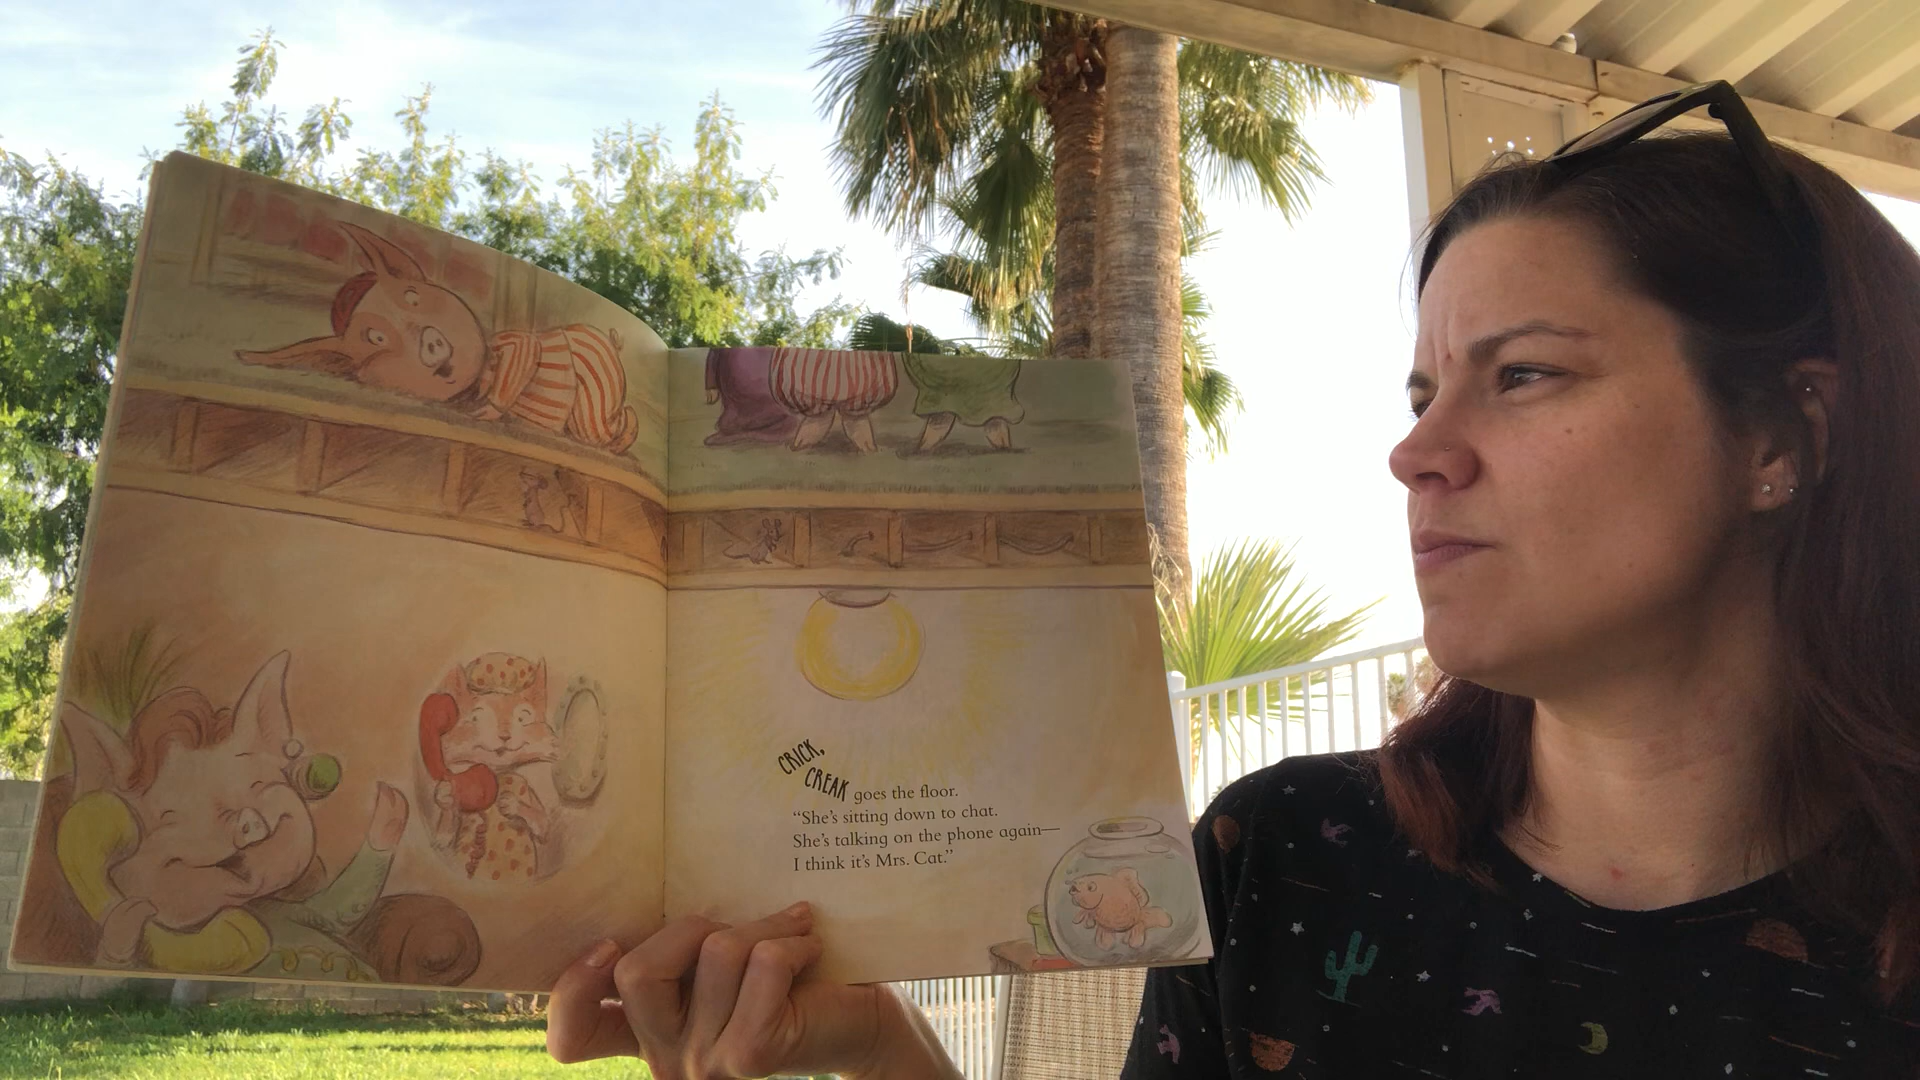 CRICK,
CREAK goes the floor.
“She’s sitting down to chat.
She’s talking on the phone again—
I think it’s Mrs. Cat.”